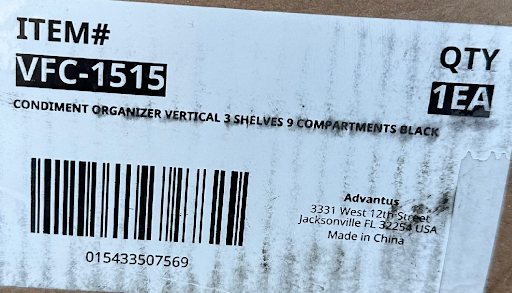 ITEM#
QTY
VFC-1515
1EA
CONDIMENT ORGANIZER VERTICAL 3 SHELVES 9 COMPARTMENTS BLACK
Advantus
3331 West 12th Street
Jacksonville FL 32254 USA
Made in China
015433507569